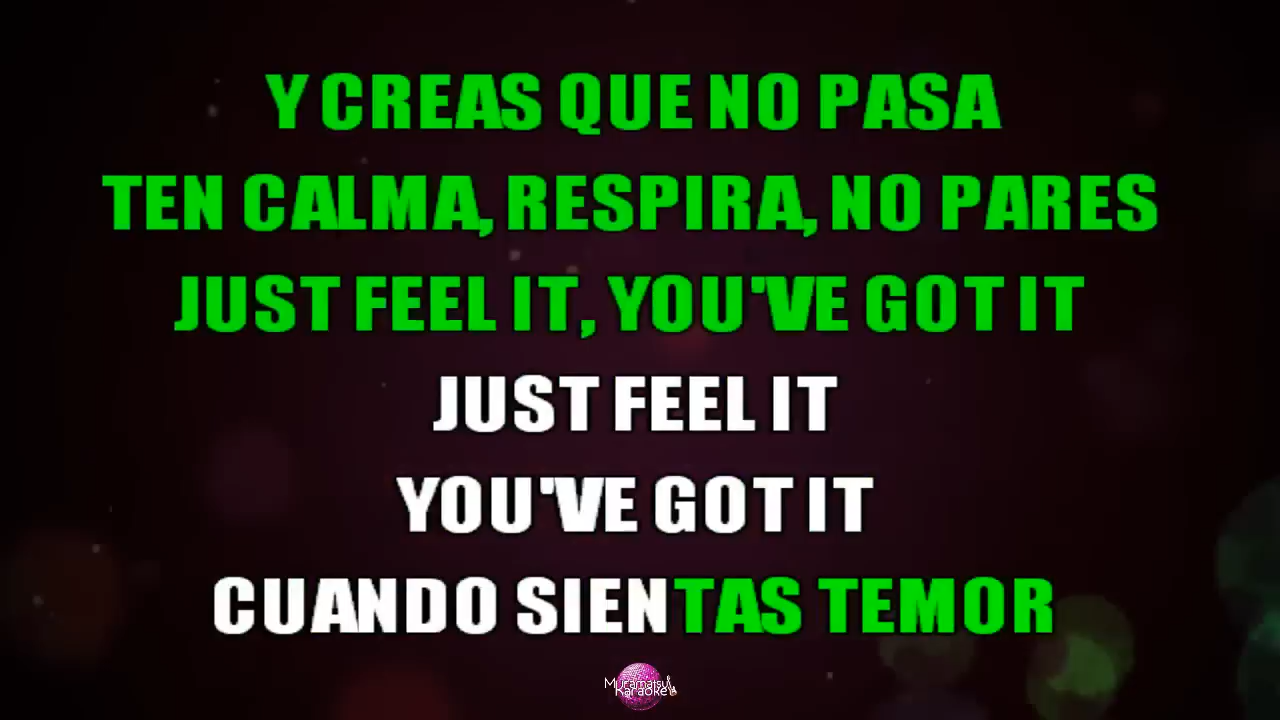 Y CREAS QUE NO PASA
TEN CALMA, RESPIRA, NO PARES
JUST FEEL IT, YOU'VE GOT IT
JUST FEEL IT
YOU'VE GOT IT
CUANDO SIENTAS TEMOR
Karaoke